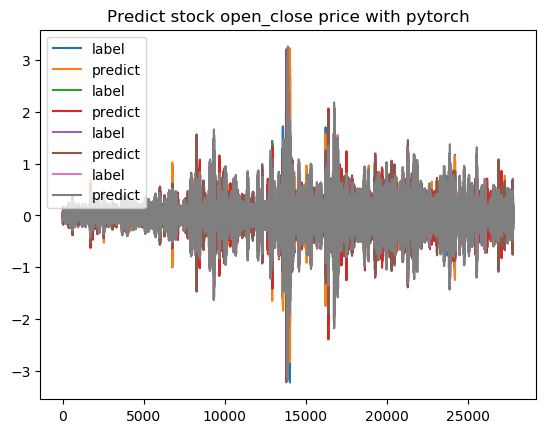 Predict stock open_close price with pytorch
label
predict
label
predict
label
predict
label
predict
3
2
1
0
−1
−2
−3
0 5000 10000 15000 20000 25000